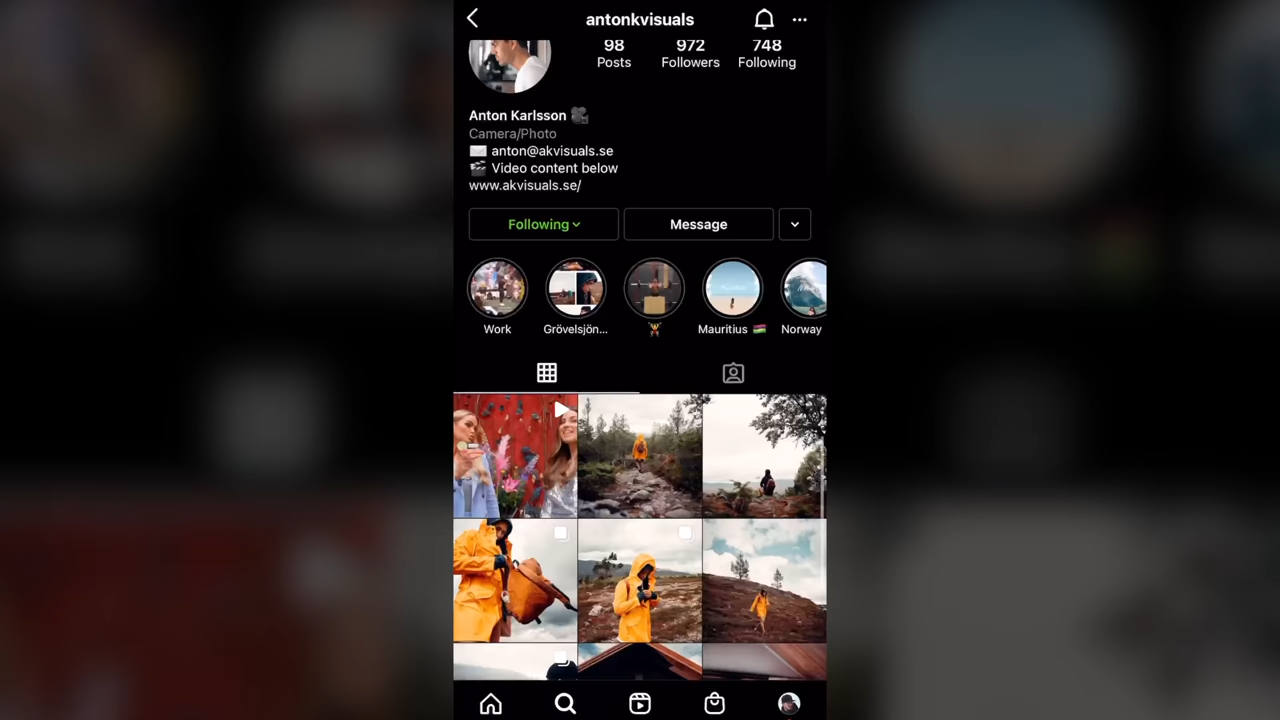 antonkvisuals
98 972 748
Posts Followers Following
Anton Karlsson
Camera/Photo
anton@akvisuals.se
Video content below
www.akvisuals.se/
Following Message
Work Grövelsjön... Mauritius Norway